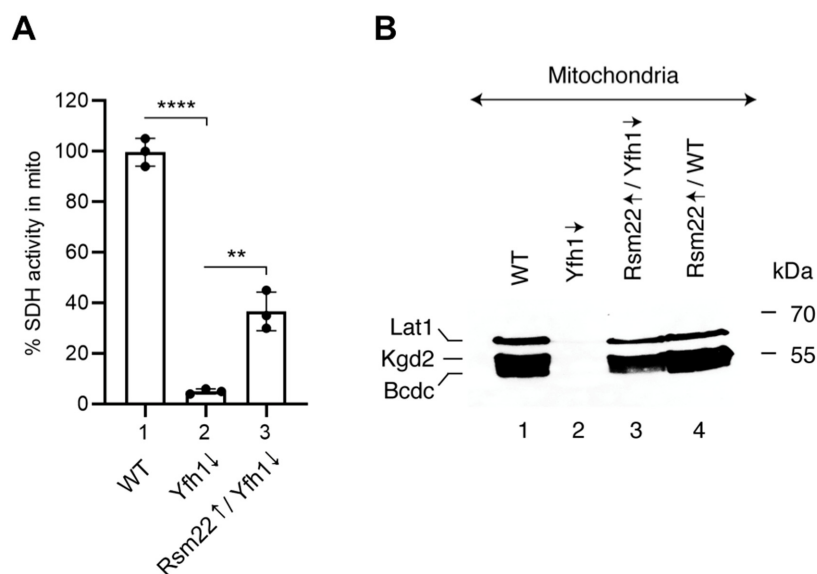 A
% SDH activity in mito
120
100
80
60
40
20
0
****
**
1
2
3
WT
Yfh1↓
Rsm22↑/ Yfh1↓
B
Mitochondria
WT
Yfh1↓
Rsm22↑/ Yfh1↓
Rsm22↑/ WT
kDa
70
55
Lat1
Kgd2
Bcdc
1
2
3
4